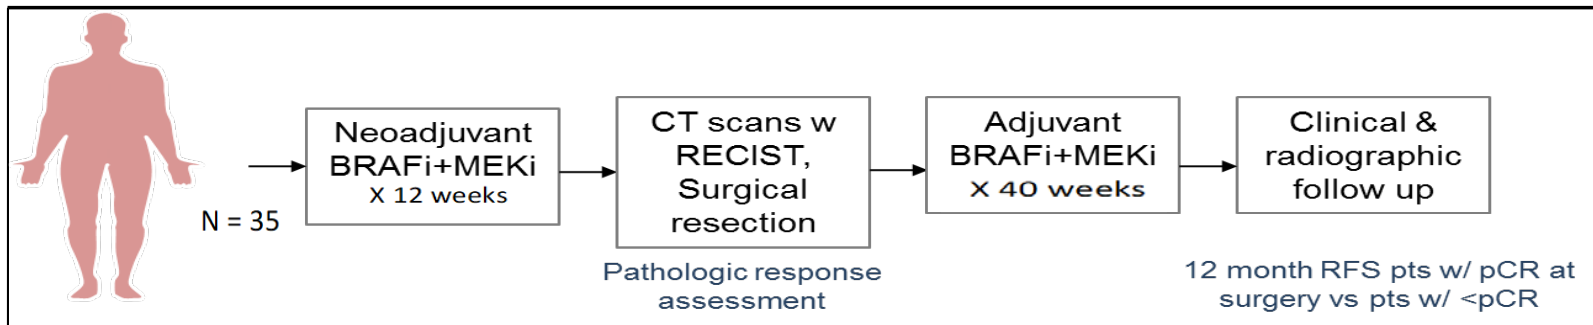 N = 35
Neoadjuvant
BRAFi+MEKi
X 12 weeks
CT scans w
RECIST,
Surgical
resection
Pathologic response
assessment
Adjuvant
BRAFi+MEKi
X 40 weeks
Clinical &
radiographic
follow up
12 month RFS pts w/ pCR at
surgery vs pts w/ <pCR